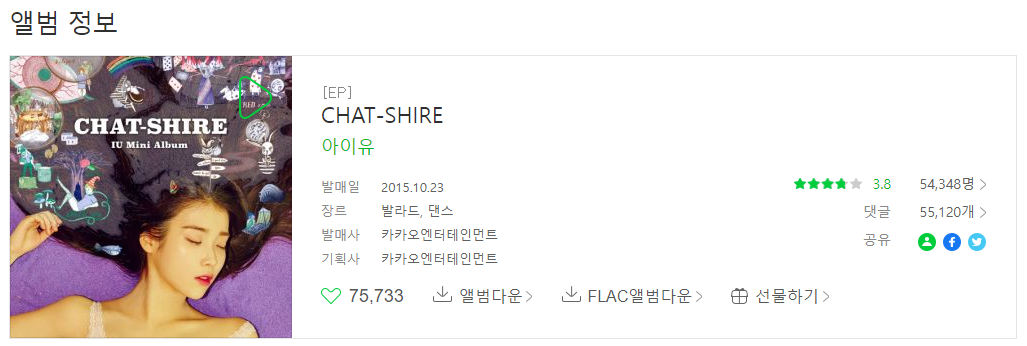 앨범 정보
CHAT-SHIRE
IU Mini Album
RED
[EP]
CHAT-SHIRE
아이유
발매일 2015.10.23
장르 발라드, 댄스
발매사 카카오엔터테인먼트
기획사 카카오엔터테인먼트
3.8 54,348명
댓글 55,120개
공유
75,733 앨범다운 FLAC앨범다운 선물하기